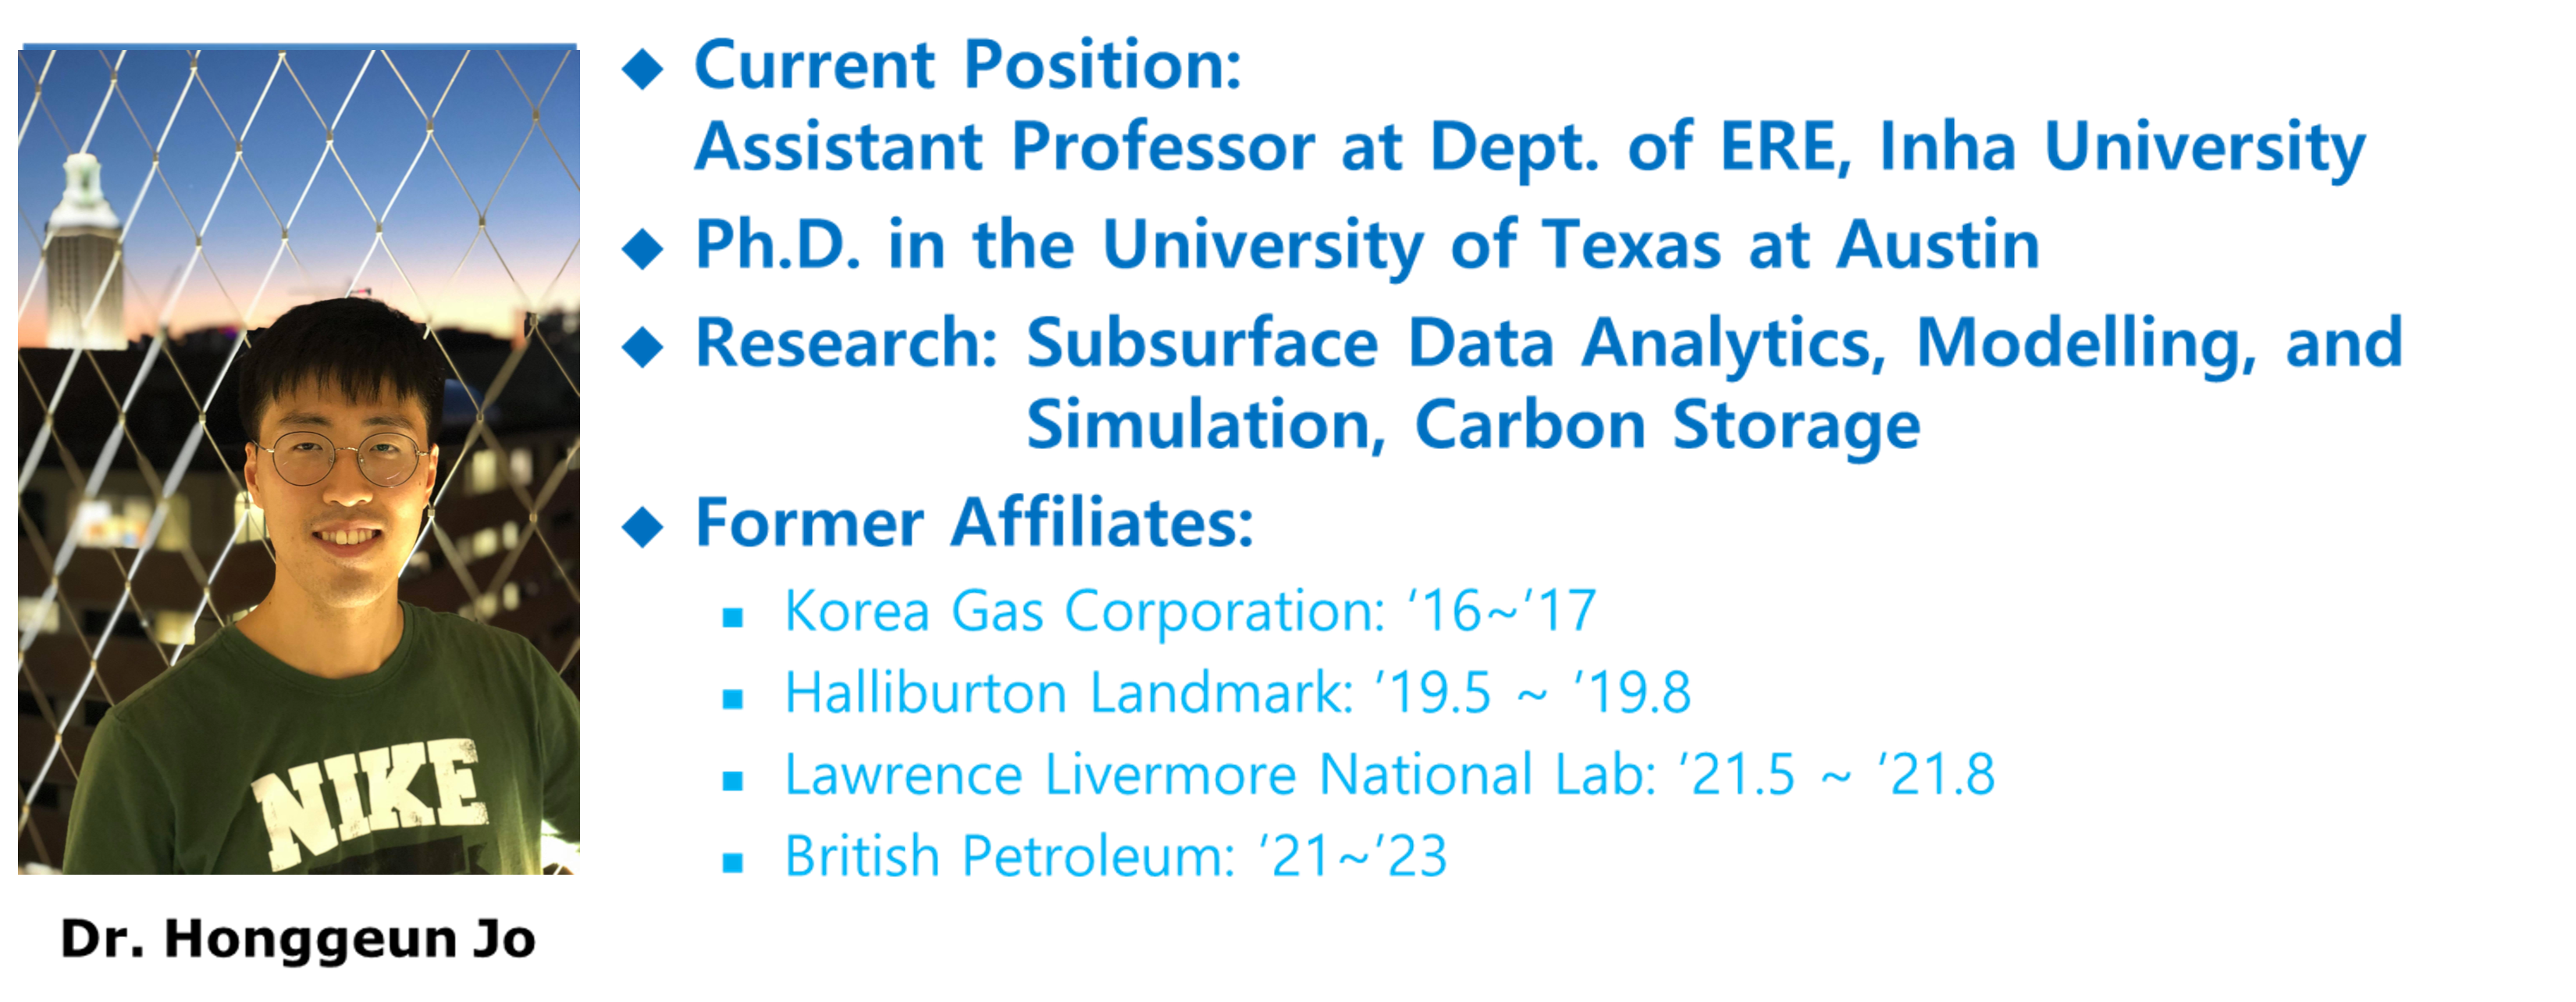 ◆ Current Position:
Assistant Professor at Dept. of ERE, Inha University
◆ Ph.D. in the University of Texas at Austin
◆ Research: Subsurface Data Analytics, Modelling, and
Simulation, Carbon Storage
◆ Former Affiliates:
▪ Korea Gas Corporation: ‘16~’17
▪ Halliburton Landmark: ’19.5 ~ ’19.8
▪ Lawrence Livermore National Lab: ’21.5 ~ ’21.8
▪ British Petroleum: ’21~’23
NIKE
Dr. Honggeun Jo